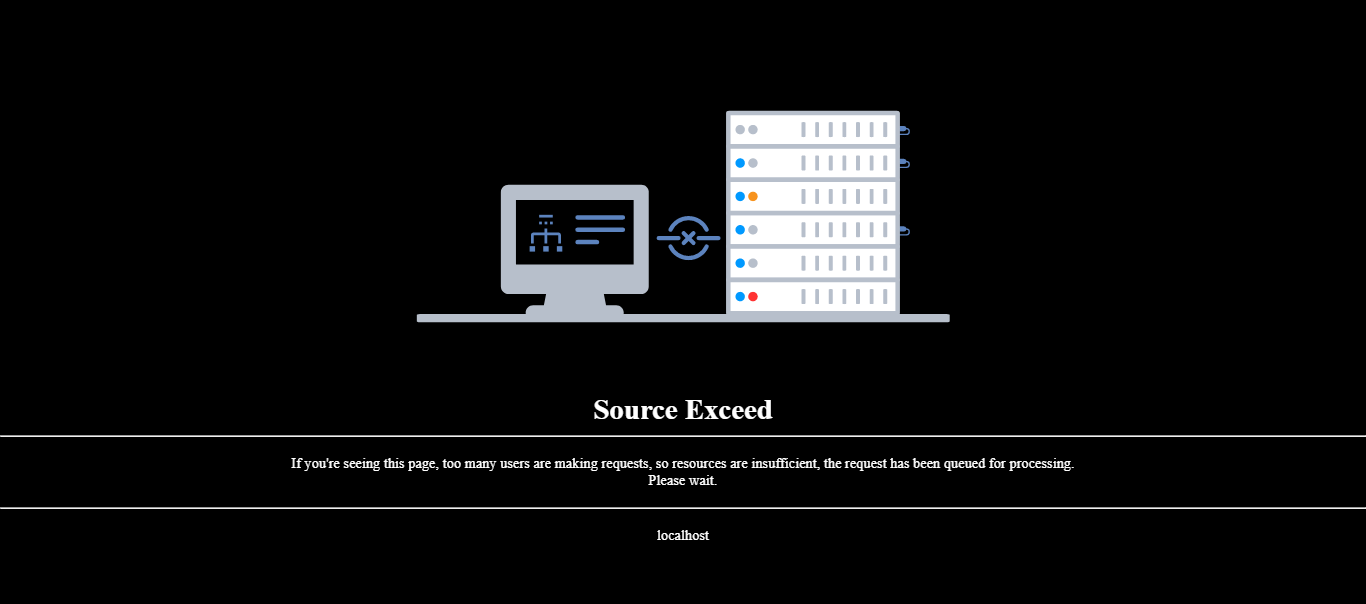 Source Exceed
If you're seeing this page, too many users are making requests, so resources are insufficient, the request has been queued for processing.
Please wait.
localhost